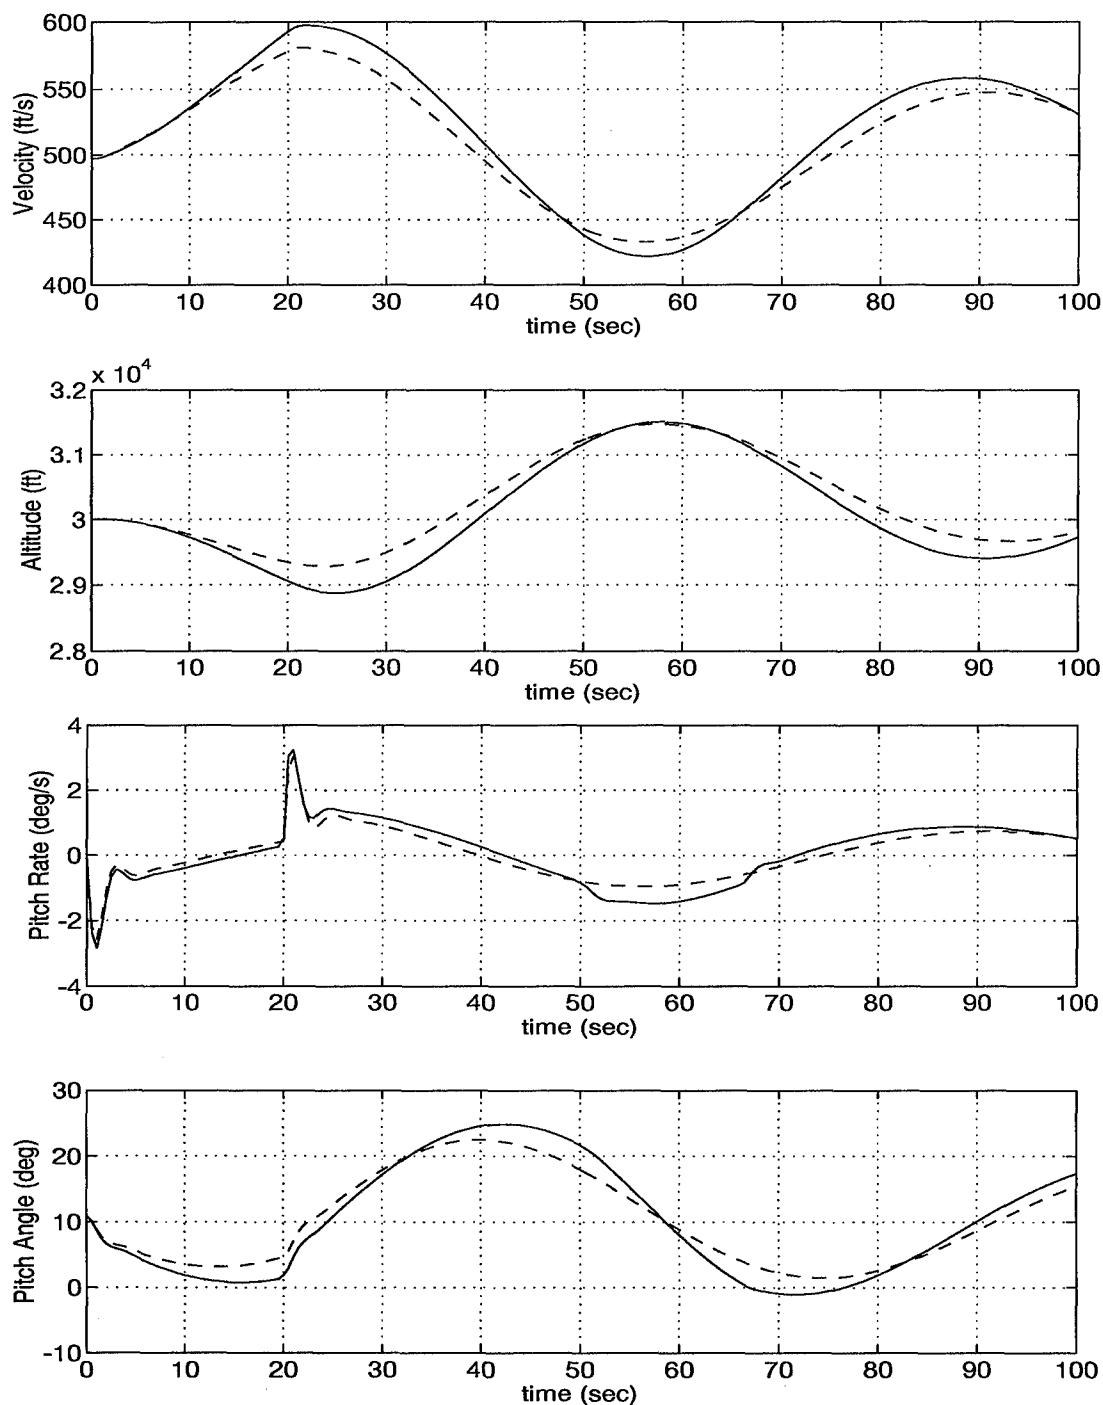 600
550
500
450
400
Velocity (ft/s)
0 10 20 30 40 50 60 70 80 90 100
time (sec)
x 10^4
3.2
3.1
3
2.9
2.8
Altitude (ft)
0 10 20 30 40 50 60 70 80 90 100
time (sec)
4
2
0
-2
-4
Pitch Rate (deg/s)
0 10 20 30 40 50 60 70 80 90 100
time (sec)
30
20
10
0
-10
Pitch Angle (deg)
0 10 20 30 40 50 60 70 80 90 100
time (sec)